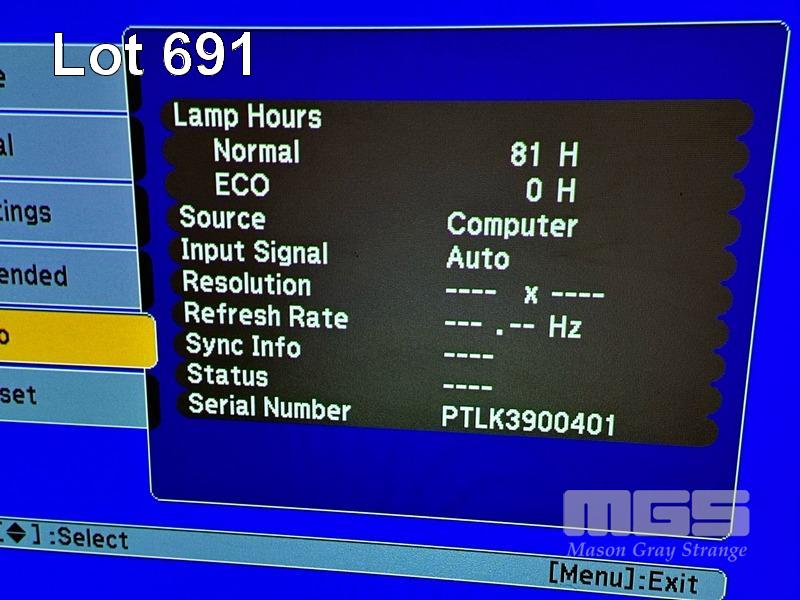 Lot 691
Lamp Hours
Normal 81 H
ECO 0 H
Source Computer
Input Signal Auto
Resolution ---- x ----
Refresh Rate --- .-- Hz
Sync Info ----
Status ----
Serial Number PTLK3900401
[◆]:Select
[Menu]:Exit
MGS
Mason Gray Strange